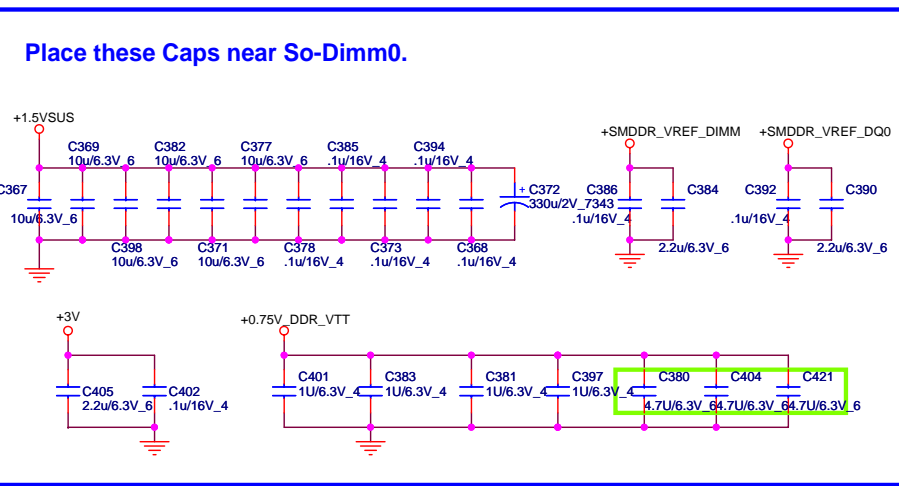 Place these Caps near So-Dimm0.
+1.5VSUS
C369
10u/6.3V_6
C382
10u/6.3V_6
C377
10u/6.3V_6
C385
.1u/16V_4
C394
.1u/16V_4
C367
10u/6.3V_6
+ C372
330u/2V_7343
C398
10u/6.3V_6
C371
10u/6.3V_6
C378
.1u/16V_4
C373
.1u/16V_4
C368
.1u/16V_4
+SMDDR_VREF_DIMM
C386
.1u/16V_4
C384
2.2u/6.3V_6
+SMDDR_VREF_DQ0
C392
.1u/16V_4
C390
2.2u/6.3V_6
+3V
C405
2.2u/6.3V_6
C402
.1u/16V_4
+0.75V_DDR_VTT
C401
1U/6.3V_4
C383
1U/6.3V_4
C381
1U/6.3V_4
C397
1U/6.3V_4
C380
4.7U/6.3V_6
C404
4.7U/6.3V_6
C421
4.7U/6.3V_6